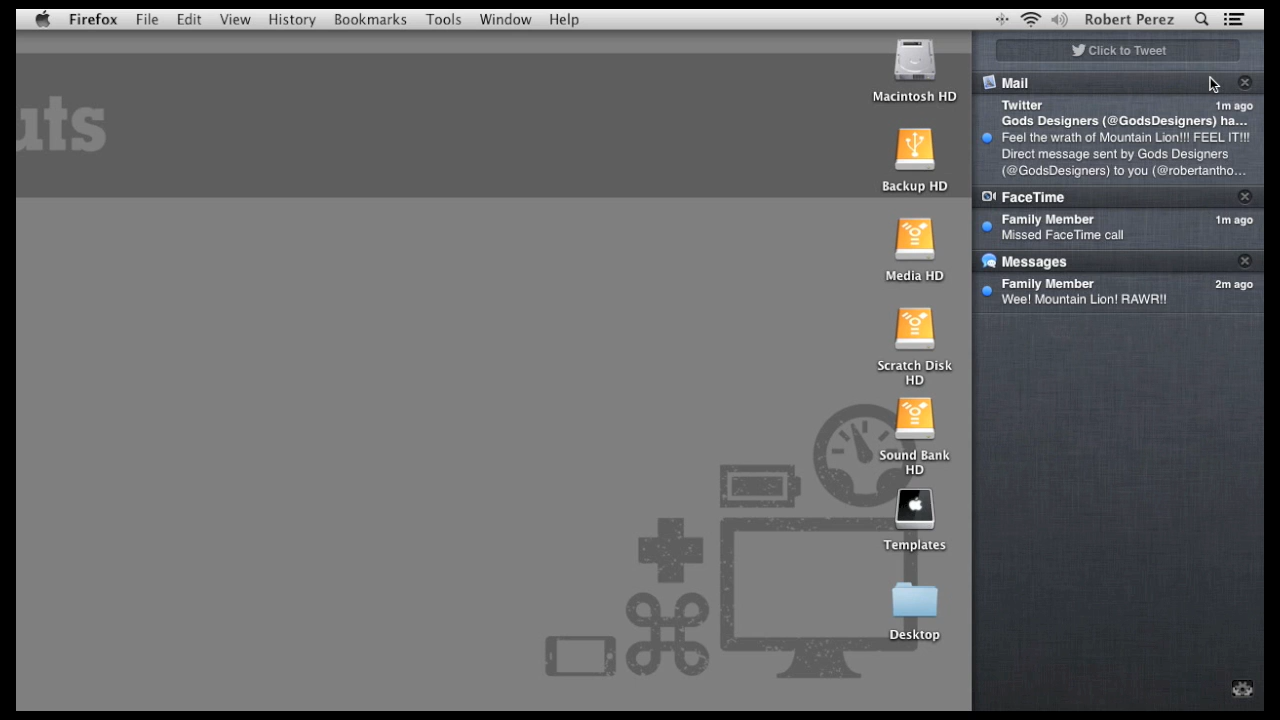 Firefox File Edit View History Bookmarks Tools Window Help Robert Perez
uts
Macintosh HD
Backup HD
Media HD
Scratch Disk
HD
Sound Bank
HD
Templates
Desktop
Click to Tweet
Mail
Twitter 1m ago
Gods Designers (@GodsDesigners) ha...
Feel the wrath of Mountain Lion!!! FEEL IT!!!
Direct message sent by Gods Designers
(@GodsDesigners) to you (@robertantho...
FaceTime
Family Member 1m ago
Missed FaceTime call
Messages
Family Member 2m ago
Wee! Mountain Lion! RAWR!!